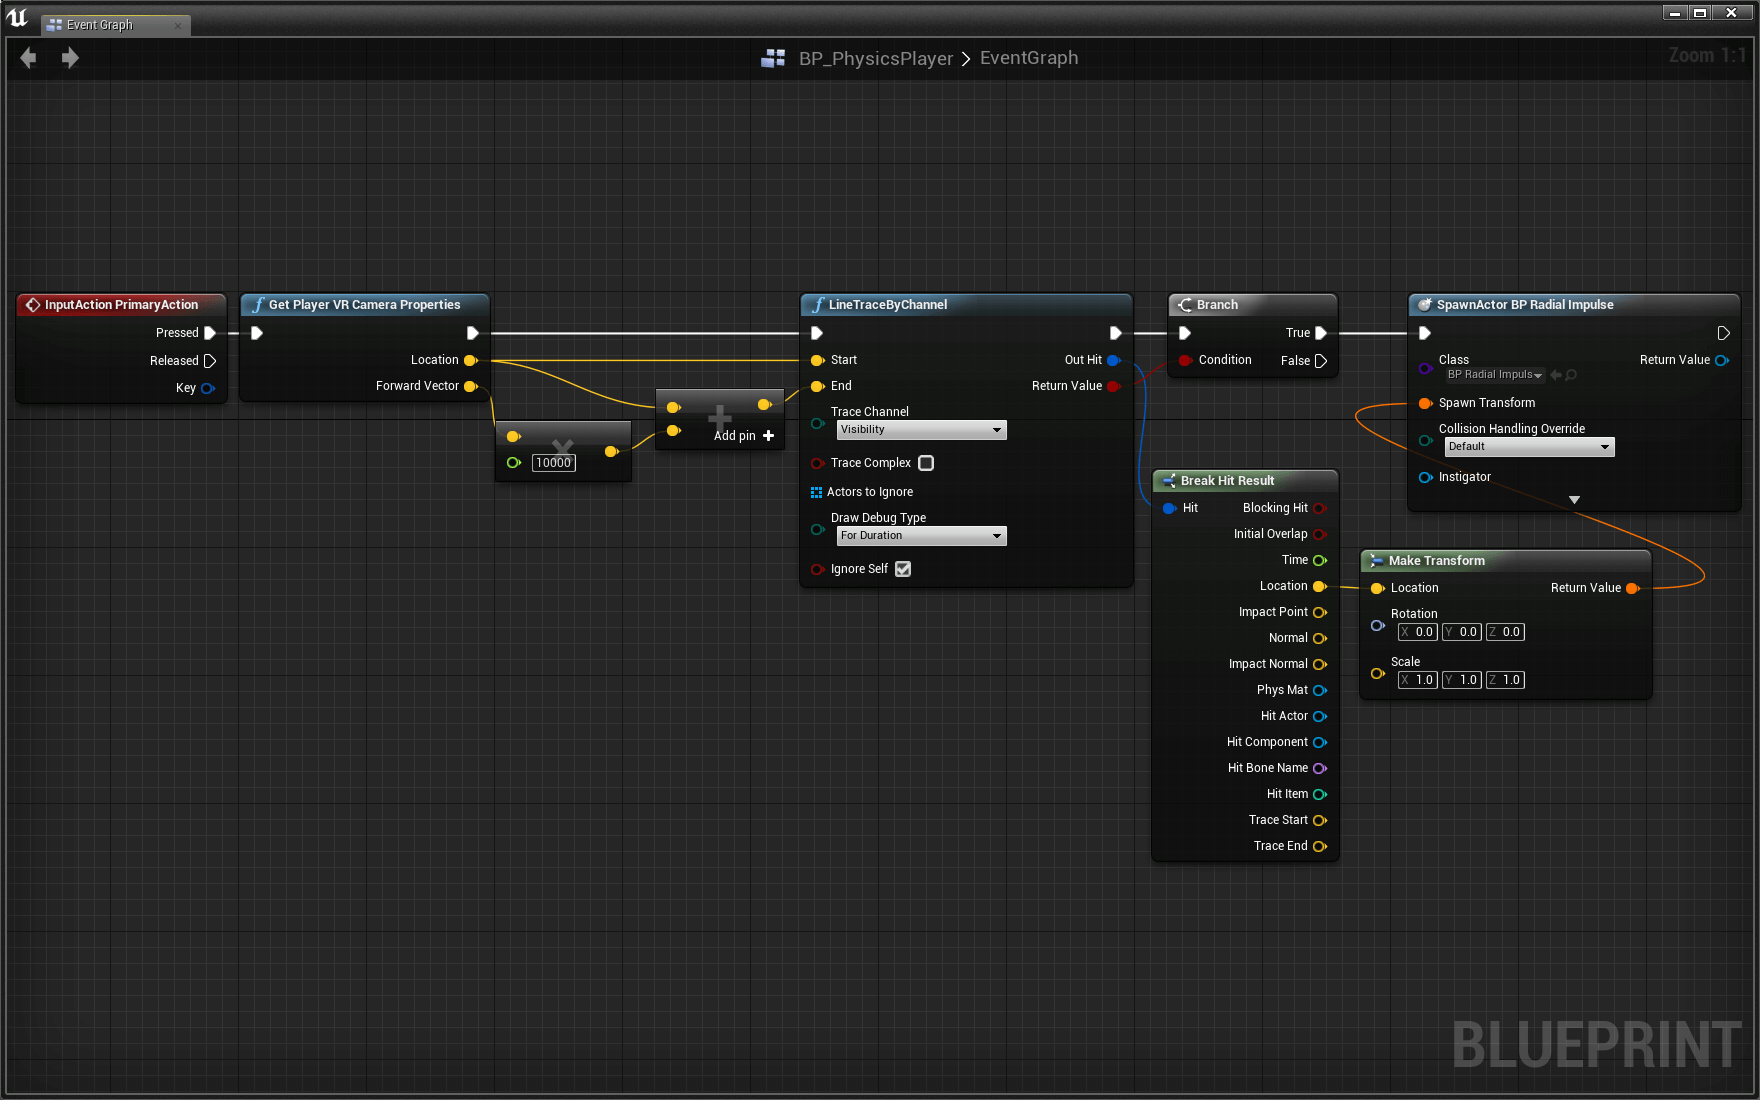 Event Graph
BP_PhysicsPlayer > EventGraph
Zoom 1:1
InputAction PrimaryAction
Pressed
Released
Key
Get Player VR Camera Properties
Location
Forward Vector
10000
Add pin +
LineTraceByChannel
Start
Out Hit
End
Return Value
Trace Channel
Visibility
Trace Complex
Actors to Ignore
Draw Debug Type
For Duration
Ignore Self
Branch
True
Condition
False
SpawnActor BP Radial Impulse
Class
Return Value
BP Radial Impuls
Spawn Transform
Collision Handling Override
Default
Instigator
Break Hit Result
Hit
Blocking Hit
Initial Overlap
Time
Location
Impact Point
Normal
Impact Normal
Phys Mat
Hit Actor
Hit Component
Hit Bone Name
Hit Item
Trace Start
Trace End
Make Transform
Location
Return Value
Rotation
X 0.0 Y 0.0 Z 0.0
Scale
X 1.0 Y 1.0 Z 1.0
BLUEPRINT